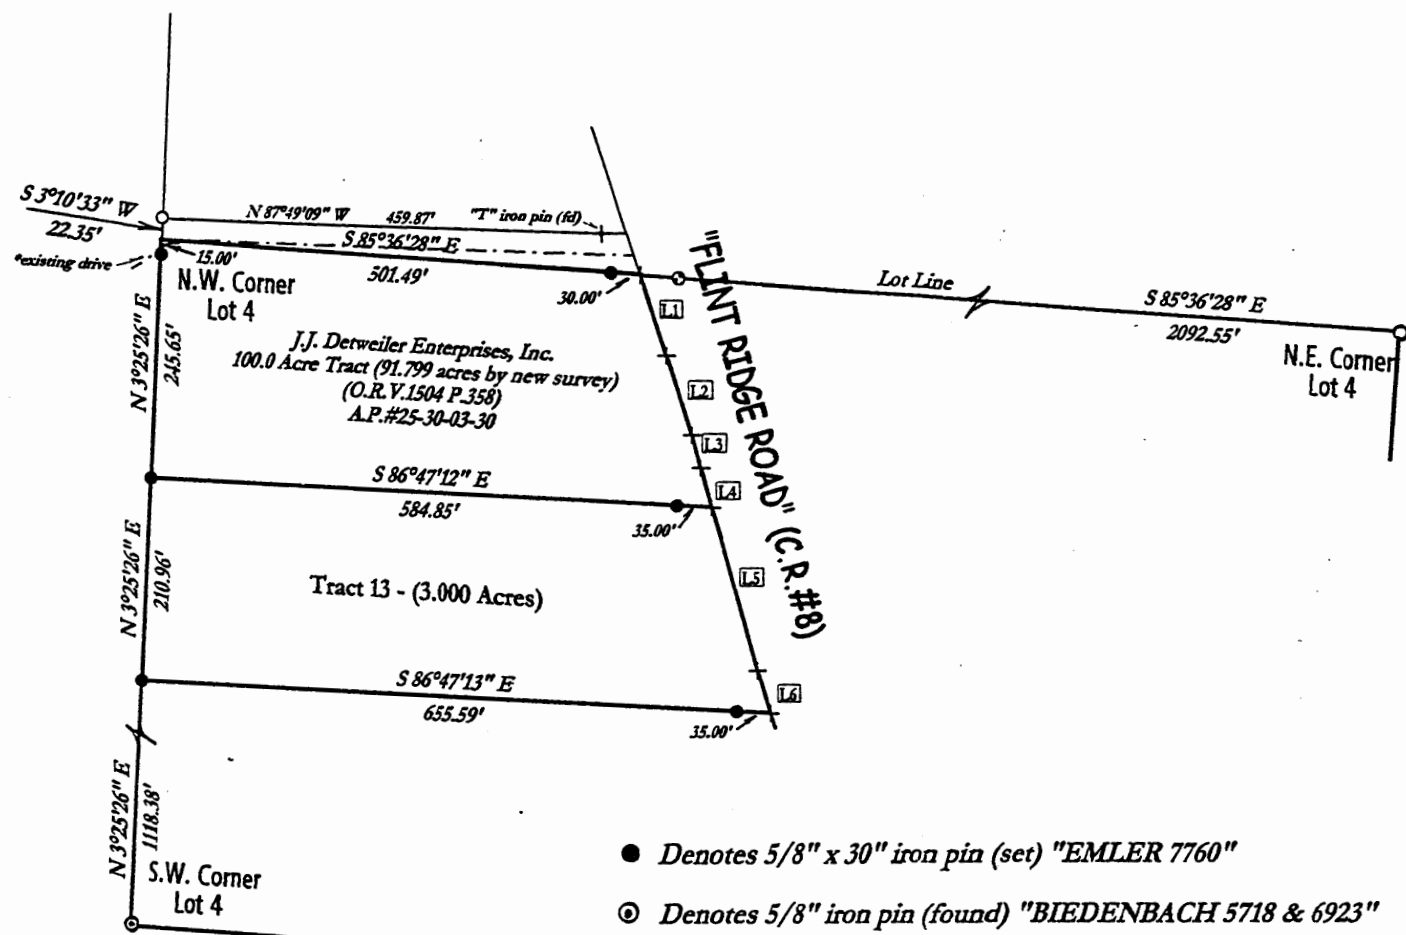 S 3°10'33" W
22.35'
*existing drive
N 87°49'09" W 459.87' "T" iron pin (fd)
S 85°36'28" E
15.00'
501.49'
30.00'
N.W. Corner
Lot 4
"FLINT RIDGE ROAD" (C.R.#8)
Lot Line
S 85°36'28" E
2092.55'
N.E. Corner
Lot 4
L1
L2
L3
L4
L5
L6
J.J. Detweiler Enterprises, Inc.
100.0 Acre Tract (91.799 acres by new survey)
(O.R.V.1504 P.358)
A.P.#25-30-03-30
N 3°25'26" E
245.65'
S 86°47'12" E
584.85'
35.00'
N 3°25'26" E
210.96'
Tract 13 - (3.000 Acres)
S 86°47'13" E
655.59'
35.00'
N 3°25'26" E
1118.38'
S.W. Corner
Lot 4
Denotes 5/8" x 30" iron pin (set) "EMLER 7760"
Denotes 5/8" iron pin (found) "BIEDENBACH 5718 & 6923"